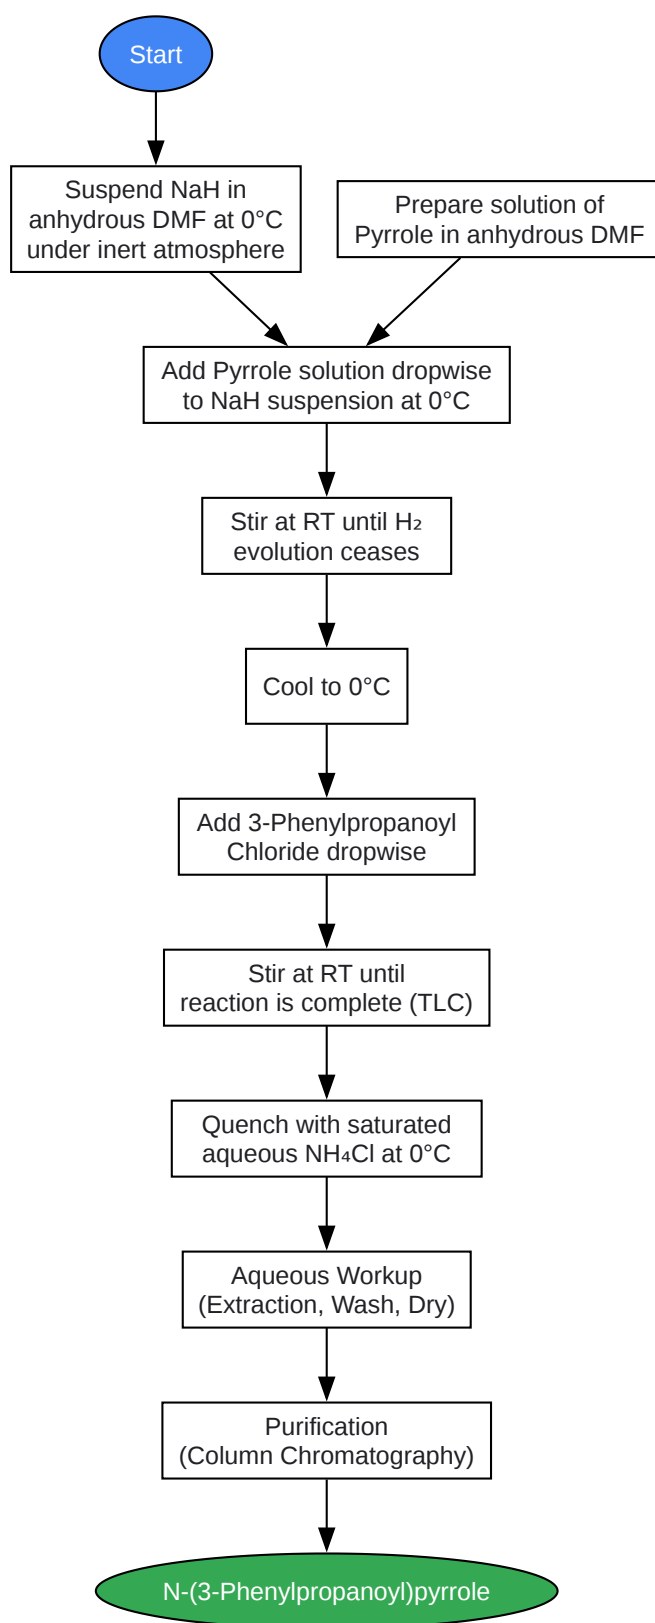 Start
Suspend NaH in
anhydrous DMF at 0°C
under inert atmosphere
Prepare solution of
Pyrrole in anhydrous DMF
Add Pyrrole solution dropwise
to NaH suspension at 0°C
Stir at RT until H₂
evolution ceases
Cool to 0°C
Add 3-Phenylpropanoyl
Chloride dropwise
Stir at RT until
reaction is complete (TLC)
Quench with saturated
aqueous NH₄Cl at 0°C
Aqueous Workup
(Extraction, Wash, Dry)
Purification
(Column Chromatography)
N-(3-Phenylpropanoyl)pyrrole